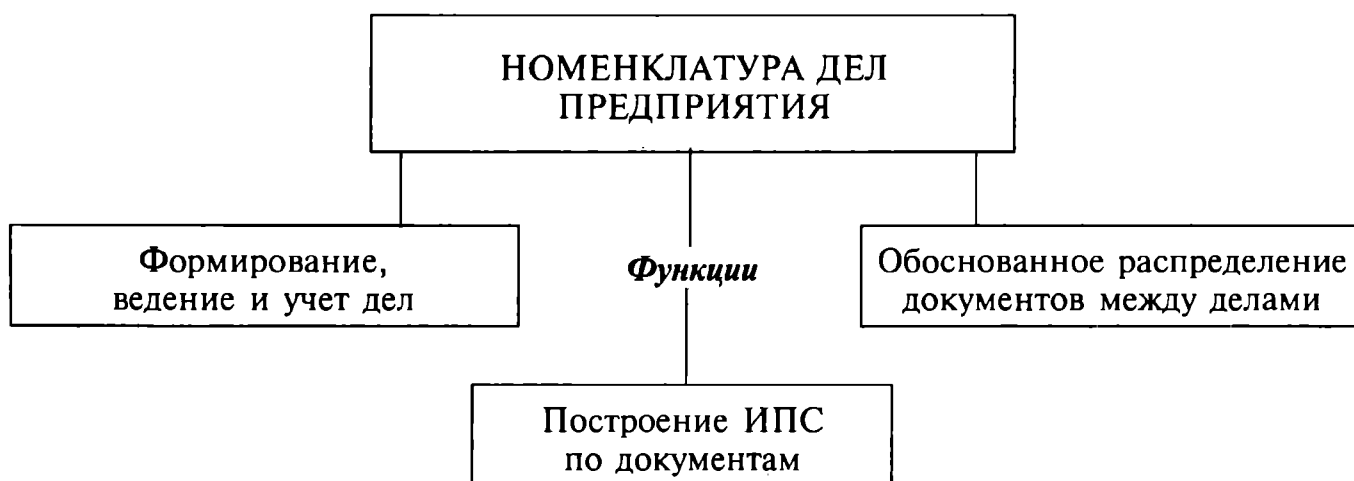 НОМЕНКЛАТУРА ДЕЛ
ПРЕДПРИЯТИЯ
Формирование,
ведение и учет дел
Функции
Обоснованное распределение
документов между делами
Построение ИПС
по документам